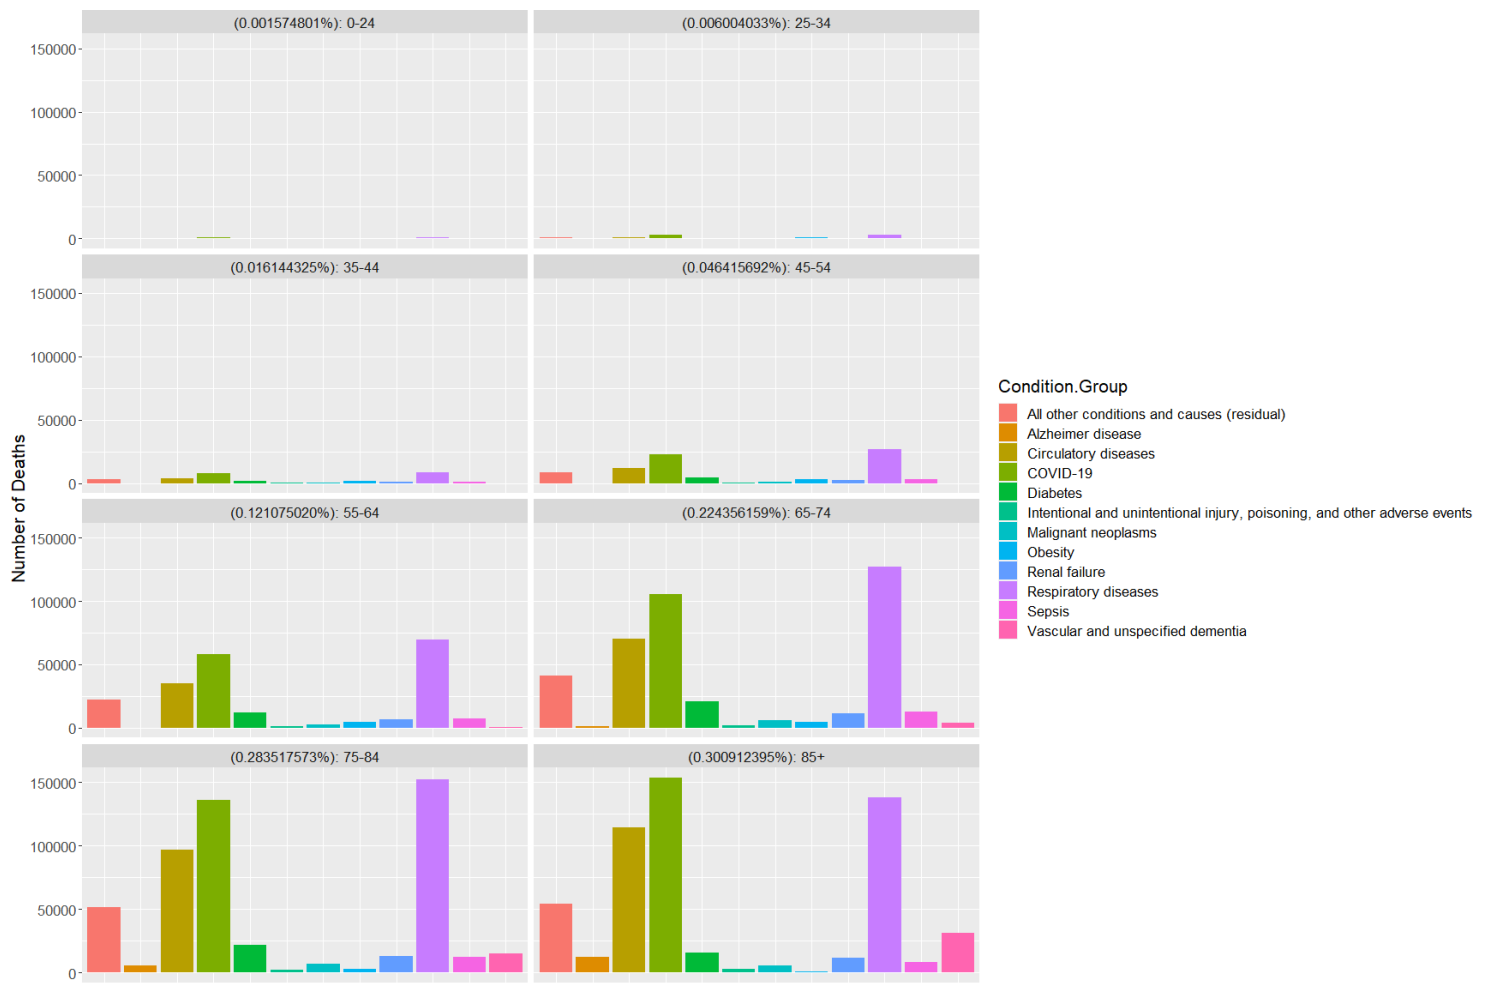 (0.001574801%): 0-24
(0.006004033%): 25-34
150000
100000
50000
0
(0.016144325%): 35-44
(0.046415692%): 45-54
150000
100000
50000
0
(0.121075020%): 55-64
(0.224356159%): 65-74
150000
100000
50000
0
(0.283517573%): 75-84
(0.300912395%): 85+
150000
100000
50000
0
Number of Deaths
Condition.Group
All other conditions and causes (residual)
Alzheimer disease
Circulatory diseases
COVID-19
Diabetes
Intentional and unintentional injury, poisoning, and other adverse events
Malignant neoplasms
Obesity
Renal failure
Respiratory diseases
Sepsis
Vascular and unspecified dementia